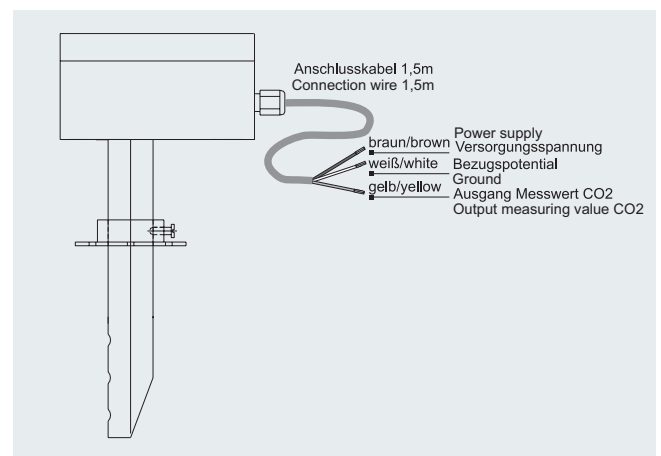 Anschlusskabel 1,5m
Connection wire 1,5m
braun/brown
Power supply
Versorgungsspannung
weiß/white
Bezugspotential
Ground
gelb/yellow
Ausgang Messwert CO2
Output measuring value CO2